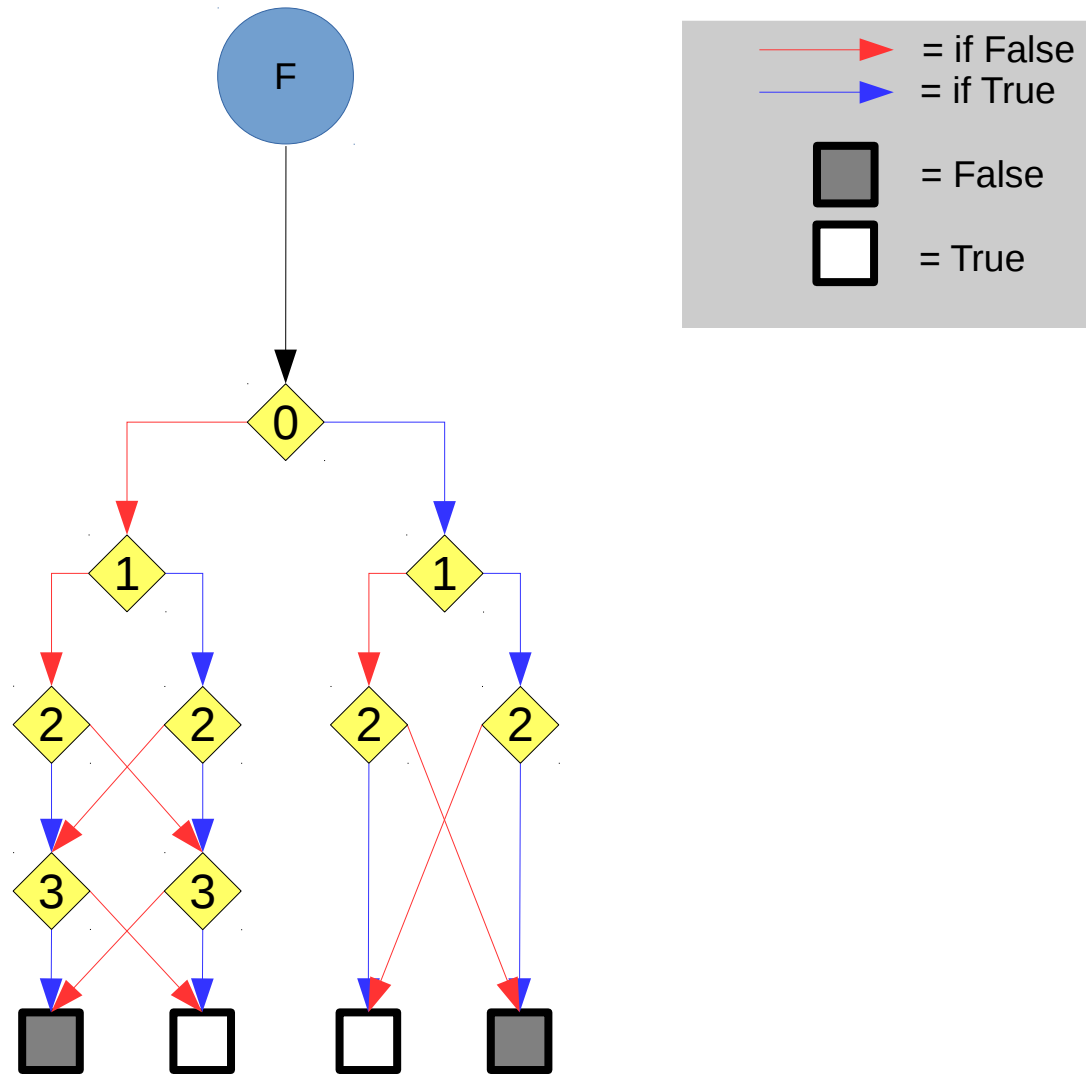 F
= if False
= if True
= False
= True
0
1 1
2 2 2 2
3 3